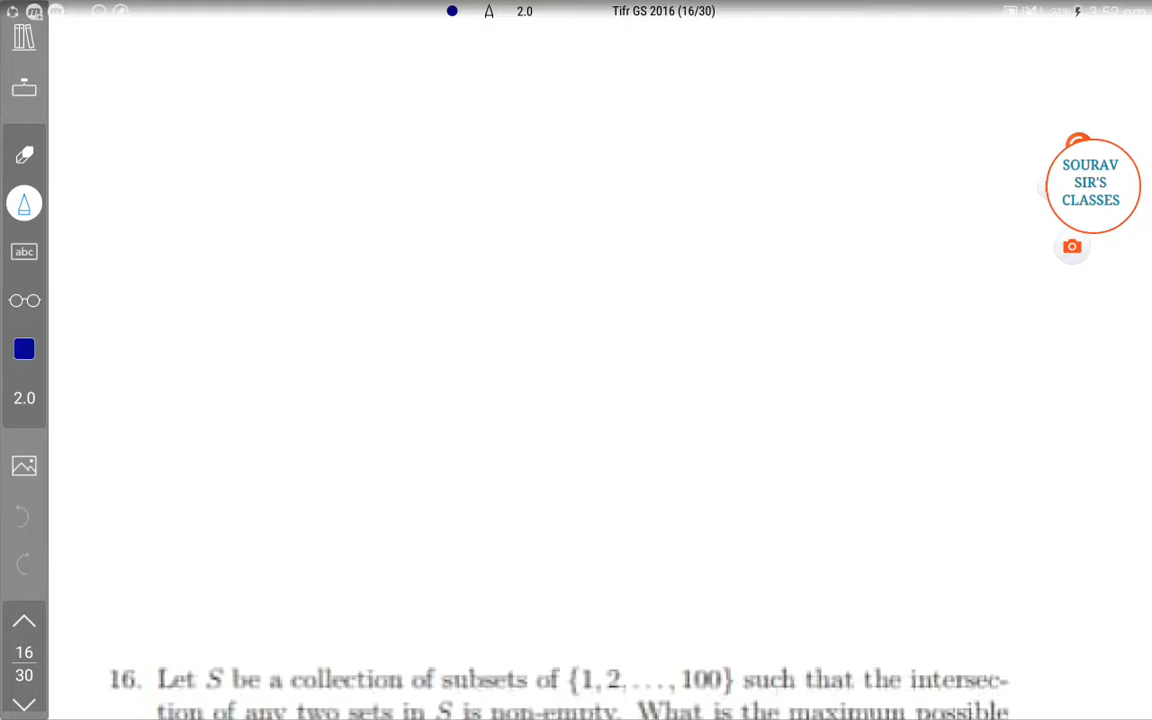 2.0 Tifr GS 2016 (16/30)
SOURAV
SIR'S
CLASSES
abc
2.0
16
30
16. Let S be a collection of subsets of {1, 2, . . . , 100} such that the intersec-
tion of any two sets in S is non-empty. What is the maximum possible